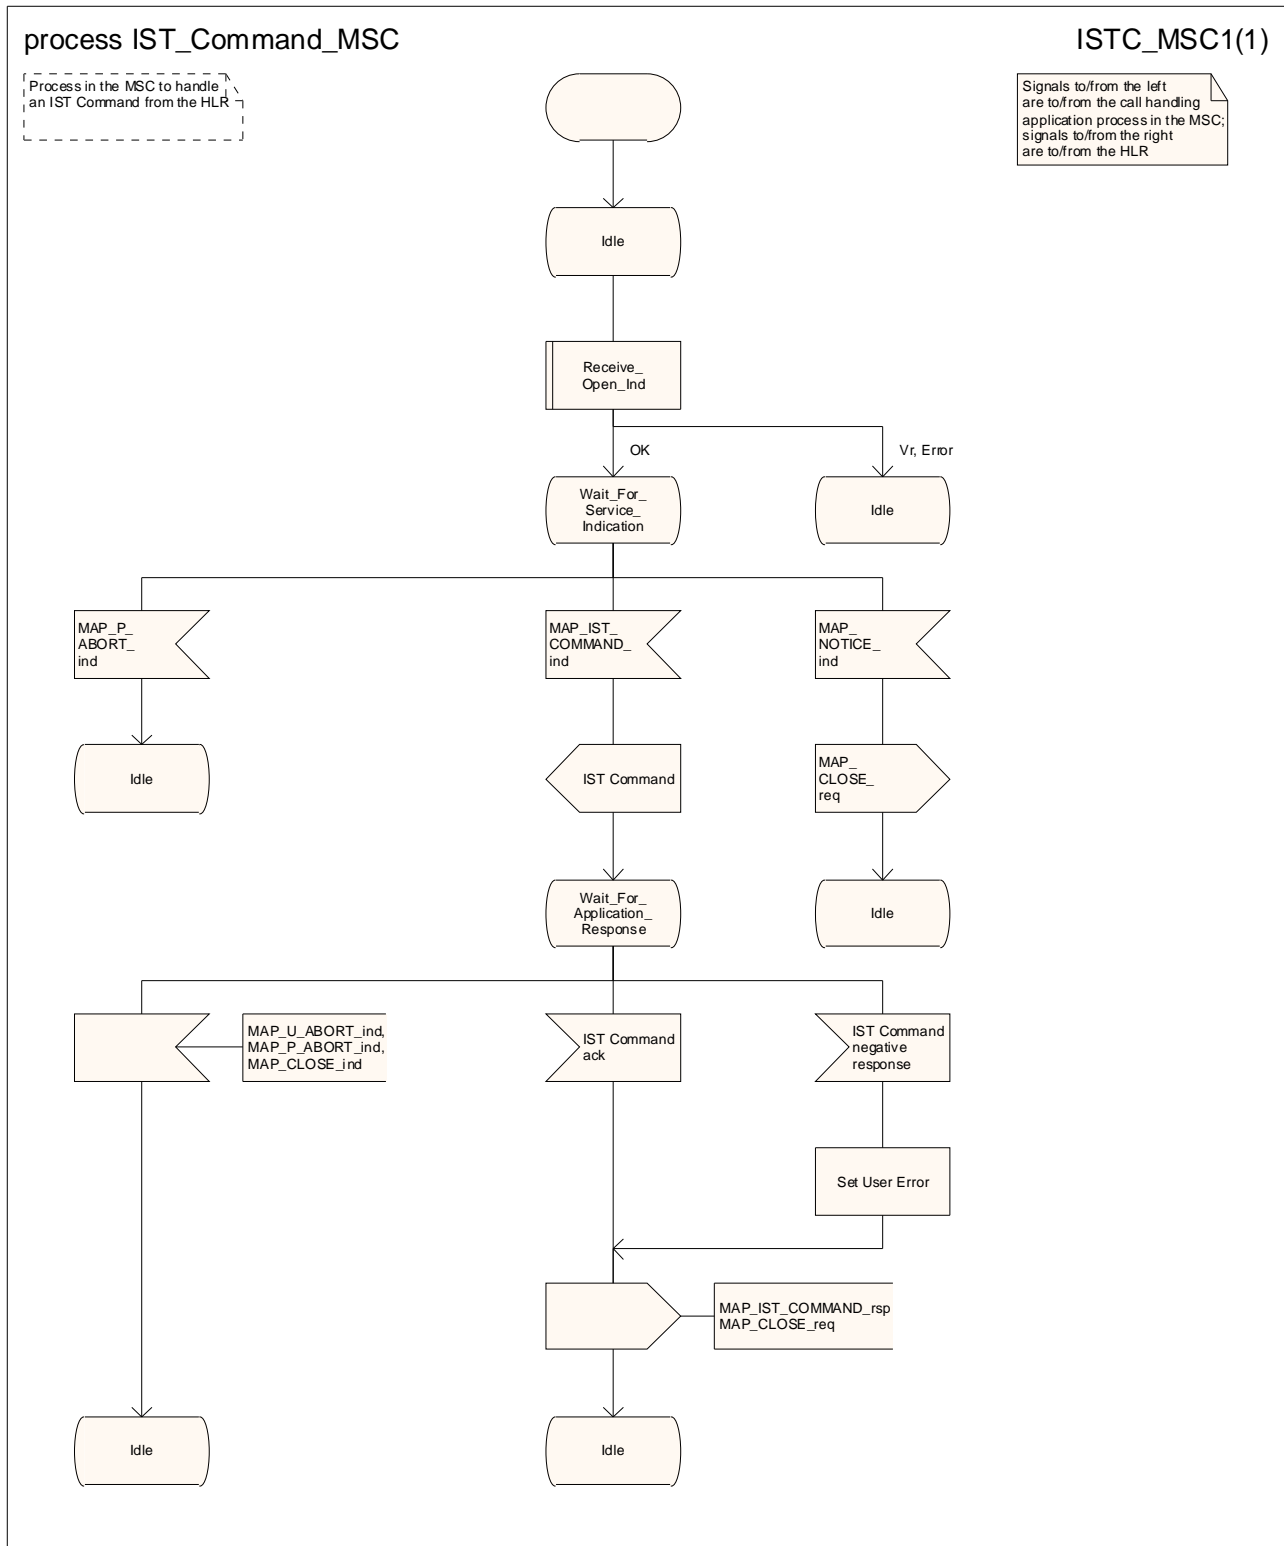 process IST_Command_MSC
ISTC_MSC1(1)
Process in the MSC to handle
an IST Command from the HLR
Signals to/from the left
are to/from the call handling
application process in the MSC;
signals to/from the right
are to/from the HLR
Idle
Receive_
Open_Ind
OK
Vr, Error
Wait_For_
Service_
Indication
Idle
MAP_P_
ABORT_
ind
MAP_IST_
COMMAND_
ind
MAP_
NOTICE_
ind
Idle
IST Command
MAP_
CLOSE_
req
Wait_For_
Application_
Response
Idle
MAP_U_ABORT_ind,
MAP_P_ABORT_ind,
MAP_CLOSE_ind
IST Command
ack
IST Command
negative
response
Set User Error
MAP_IST_COMMAND_rsp
MAP_CLOSE_req
Idle
Idle